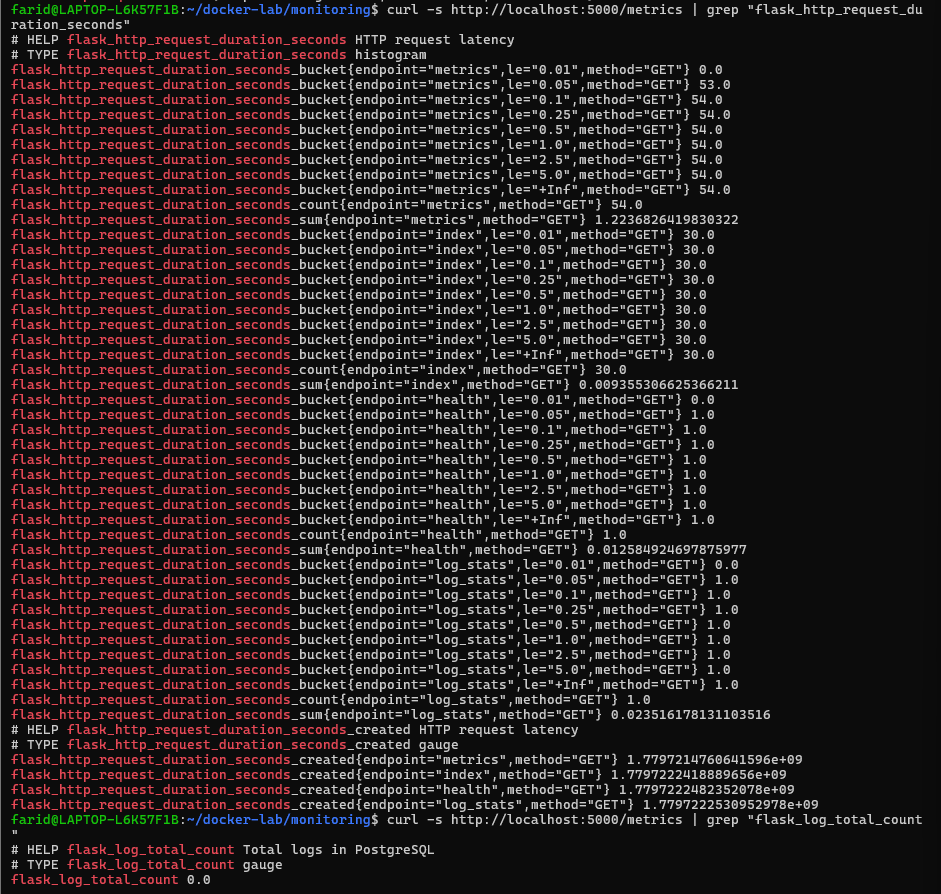 farid@LAPTOP-L6K57F1B:~/docker-lab/monitoring$ curl -s http://localhost:5000/metrics | grep "flask_http_request_du
ration_seconds"
# HELP flask_http_request_duration_seconds HTTP request latency
# TYPE flask_http_request_duration_seconds histogram
flask_http_request_duration_seconds_bucket{endpoint="metrics",le="0.01",method="GET"} 0.0
flask_http_request_duration_seconds_bucket{endpoint="metrics",le="0.05",method="GET"} 53.0
flask_http_request_duration_seconds_bucket{endpoint="metrics",le="0.1",method="GET"} 54.0
flask_http_request_duration_seconds_bucket{endpoint="metrics",le="0.25",method="GET"} 54.0
flask_http_request_duration_seconds_bucket{endpoint="metrics",le="0.5",method="GET"} 54.0
flask_http_request_duration_seconds_bucket{endpoint="metrics",le="1.0",method="GET"} 54.0
flask_http_request_duration_seconds_bucket{endpoint="metrics",le="2.5",method="GET"} 54.0
flask_http_request_duration_seconds_bucket{endpoint="metrics",le="5.0",method="GET"} 54.0
flask_http_request_duration_seconds_bucket{endpoint="metrics",le="+Inf",method="GET"} 54.0
flask_http_request_duration_seconds_count{endpoint="metrics",method="GET"} 54.0
flask_http_request_duration_seconds_sum{endpoint="metrics",method="GET"} 1.2236826419830322
flask_http_request_duration_seconds_bucket{endpoint="index",le="0.01",method="GET"} 30.0
flask_http_request_duration_seconds_bucket{endpoint="index",le="0.05",method="GET"} 30.0
flask_http_request_duration_seconds_bucket{endpoint="index",le="0.1",method="GET"} 30.0
flask_http_request_duration_seconds_bucket{endpoint="index",le="0.25",method="GET"} 30.0
flask_http_request_duration_seconds_bucket{endpoint="index",le="0.5",method="GET"} 30.0
flask_http_request_duration_seconds_bucket{endpoint="index",le="1.0",method="GET"} 30.0
flask_http_request_duration_seconds_bucket{endpoint="index",le="2.5",method="GET"} 30.0
flask_http_request_duration_seconds_bucket{endpoint="index",le="5.0",method="GET"} 30.0
flask_http_request_duration_seconds_bucket{endpoint="index",le="+Inf",method="GET"} 30.0
flask_http_request_duration_seconds_count{endpoint="index",method="GET"} 30.0
flask_http_request_duration_seconds_sum{endpoint="index",method="GET"} 0.009355306625366211
flask_http_request_duration_seconds_bucket{endpoint="health",le="0.01",method="GET"} 0.0
flask_http_request_duration_seconds_bucket{endpoint="health",le="0.05",method="GET"} 1.0
flask_http_request_duration_seconds_bucket{endpoint="health",le="0.1",method="GET"} 1.0
flask_http_request_duration_seconds_bucket{endpoint="health",le="0.25",method="GET"} 1.0
flask_http_request_duration_seconds_bucket{endpoint="health",le="0.5",method="GET"} 1.0
flask_http_request_duration_seconds_bucket{endpoint="health",le="1.0",method="GET"} 1.0
flask_http_request_duration_seconds_bucket{endpoint="health",le="2.5",method="GET"} 1.0
flask_http_request_duration_seconds_bucket{endpoint="health",le="5.0",method="GET"} 1.0
flask_http_request_duration_seconds_bucket{endpoint="health",le="+Inf",method="GET"} 1.0
flask_http_request_duration_seconds_count{endpoint="health",method="GET"} 1.0
flask_http_request_duration_seconds_sum{endpoint="health",method="GET"} 0.012584924697875977
flask_http_request_duration_seconds_bucket{endpoint="log_stats",le="0.01",method="GET"} 0.0
flask_http_request_duration_seconds_bucket{endpoint="log_stats",le="0.05",method="GET"} 1.0
flask_http_request_duration_seconds_bucket{endpoint="log_stats",le="0.1",method="GET"} 1.0
flask_http_request_duration_seconds_bucket{endpoint="log_stats",le="0.25",method="GET"} 1.0
flask_http_request_duration_seconds_bucket{endpoint="log_stats",le="0.5",method="GET"} 1.0
flask_http_request_duration_seconds_bucket{endpoint="log_stats",le="1.0",method="GET"} 1.0
flask_http_request_duration_seconds_bucket{endpoint="log_stats",le="2.5",method="GET"} 1.0
flask_http_request_duration_seconds_bucket{endpoint="log_stats",le="5.0",method="GET"} 1.0
flask_http_request_duration_seconds_bucket{endpoint="log_stats",le="+Inf",method="GET"} 1.0
flask_http_request_duration_seconds_count{endpoint="log_stats",method="GET"} 1.0
flask_http_request_duration_seconds_sum{endpoint="log_stats",method="GET"} 0.023516178131103516
# HELP flask_http_request_duration_seconds_created HTTP request latency
# TYPE flask_http_request_duration_seconds_created gauge
flask_http_request_duration_seconds_created{endpoint="metrics",method="GET"} 1.7797214760641596e+09
flask_http_request_duration_seconds_created{endpoint="index",method="GET"} 1.7797222418889656e+09
flask_http_request_duration_seconds_created{endpoint="health",method="GET"} 1.7797222482352078e+09
flask_http_request_duration_seconds_created{endpoint="log_stats",method="GET"} 1.7797222530952978e+09
farid@LAPTOP-L6K57F1B:~/docker-lab/monitoring$ curl -s http://localhost:5000/metrics | grep "flask_log_total_count
"
# HELP flask_log_total_count Total logs in PostgreSQL
# TYPE flask_log_total_count gauge
flask_log_total_count 0.0